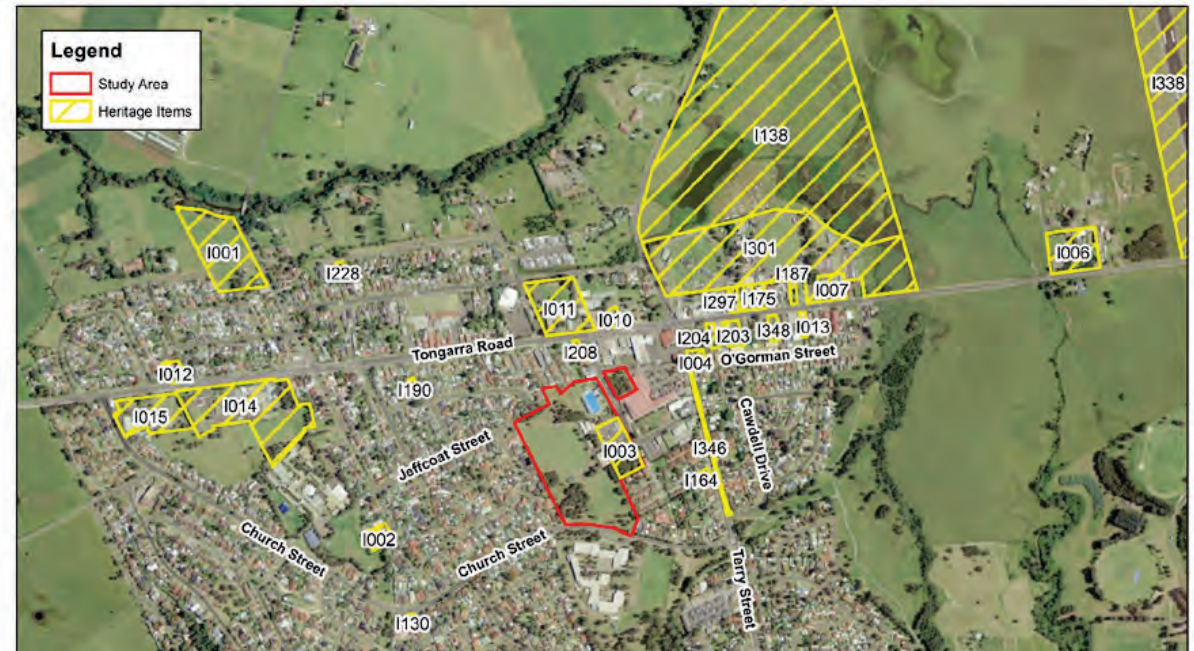 Legend
Study Area
Heritage Items
I338
I138
I001
I228
I301
I006
I187
I297
I175
I007
I011
I010
Tongarra Road
I208
I204
I203
I348
I013
I004
O'Gorman Street
I012
I190
I015
I014
Jeffcoat Street
I003
I346
I164
Cawdell Drive
Church Street
I002
Church Street
Terry Street
I130